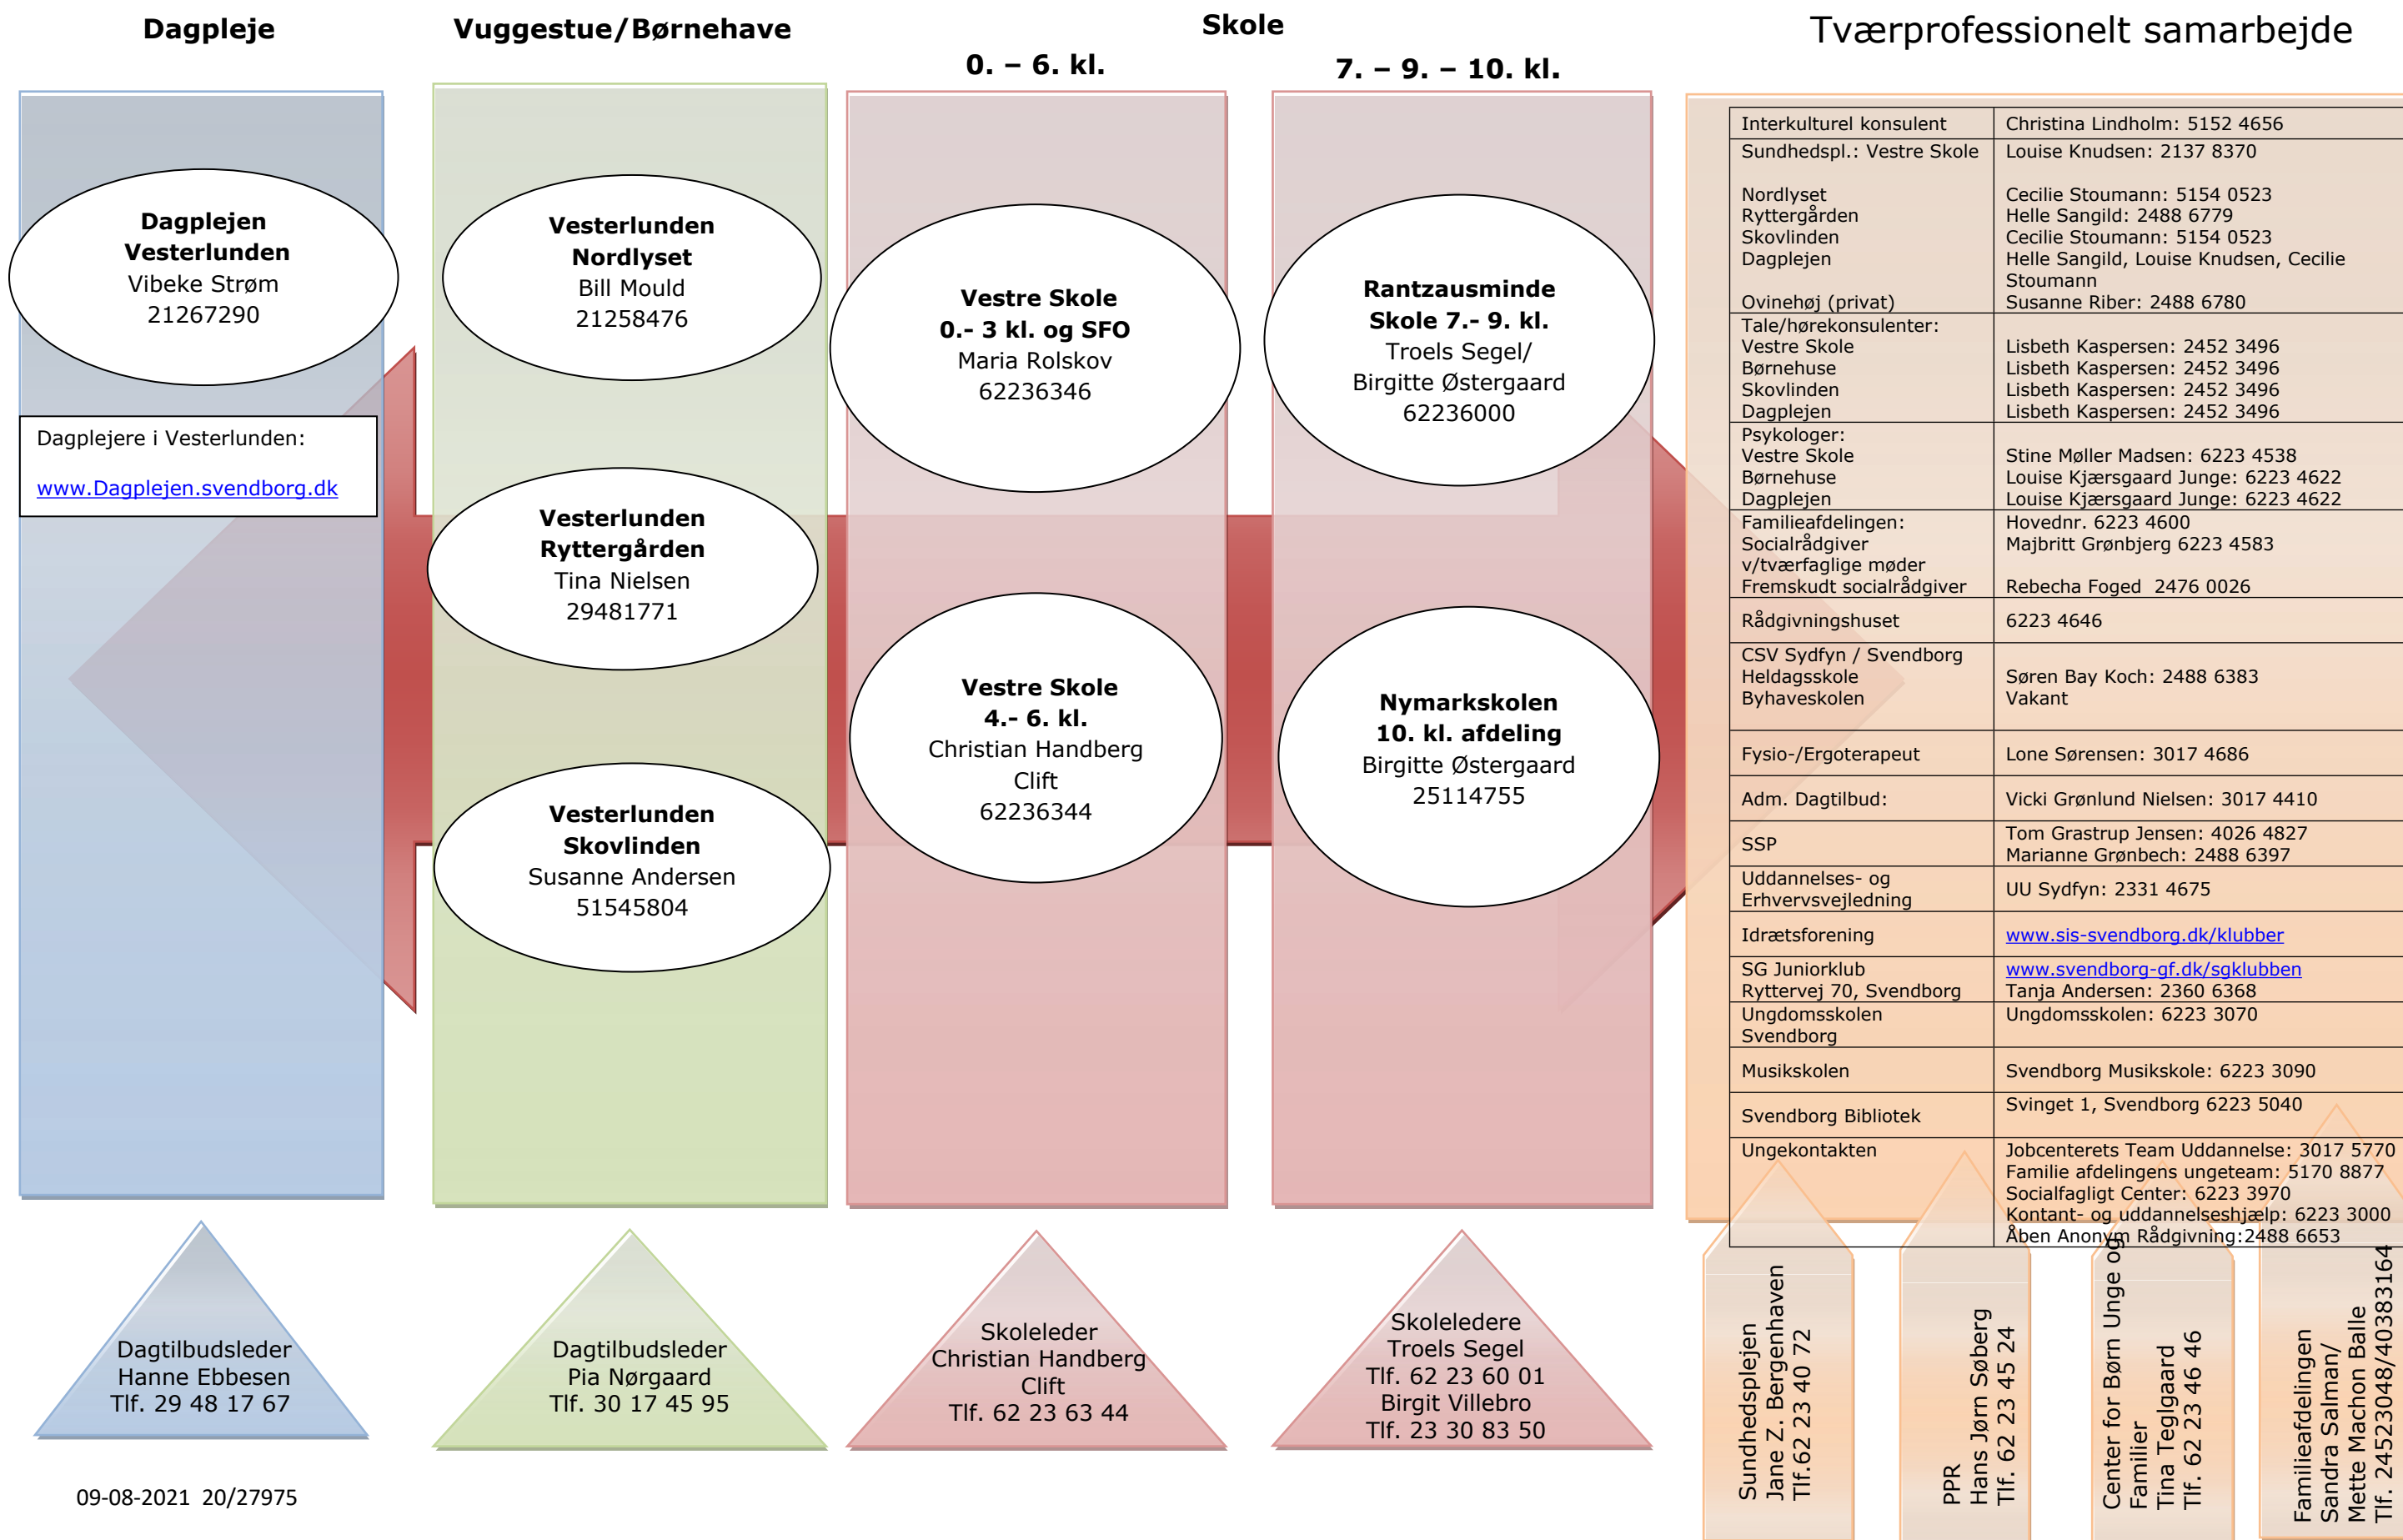 Dagpleje
Vuggestue/Børnehave
Skole
0. – 6. kl.
7. – 9. – 10. kl.
Tværprofessionelt samarbejde
Dagplejen
Vesterlunden
Vibeke Strøm
21267290
Dagplejere i Vesterlunden:
www.Dagplejen.svendborg.dk
Vesterlunden
Nordlyset
Bill Mould
21258476
Vesterlunden
Ryttergården
Tina Nielsen
29481771
Vesterlunden
Skovlinden
Susanne Andersen
51545804
Vestre Skole
0.- 3 kl. og SFO
Maria Rolskov
62236346
Vestre Skole
4.- 6. kl.
Christian Handberg
Clift
62236344
Rantzausminde
Skole 7.- 9. kl.
Troels Segel/
Birgitte Østergaard
62236000
Nymarkskolen
10. kl. afdeling
Birgitte Østergaard
25114755
Interkulturel konsulent Christina Lindholm: 5152 4656
Sundhedspl.: Vestre Skole Louise Knudsen: 2137 8370
Nordlyset Cecilie Stoumann: 5154 0523
Ryttergården Helle Sangild: 2488 6779
Skovlinden Cecilie Stoumann: 5154 0523
Dagplejen Helle Sangild, Louise Knudsen, Cecilie
Stoumann
Ovinehøj (privat) Susanne Riber: 2488 6780
Tale/hørekonsulenter:
Vestre Skole Lisbeth Kaspersen: 2452 3496
Børnehuse Lisbeth Kaspersen: 2452 3496
Skovlinden Lisbeth Kaspersen: 2452 3496
Dagplejen Lisbeth Kaspersen: 2452 3496
Psykologer:
Vestre Skole Stine Møller Madsen: 6223 4538
Børnehuse Louise Kjærsgaard Junge: 6223 4622
Dagplejen Louise Kjærsgaard Junge: 6223 4622
Familieafdelingen: Hovednr. 6223 4600
Socialrådgiver Majbritt Grønbjerg 6223 4583
v/tværfaglige møder
Fremskudt socialrådgiver Rebecha Foged 2476 0026
Rådgivningshuset 6223 4646
CSV Sydfyn / Svendborg
Heldagsskole Søren Bay Koch: 2488 6383
Byhaveskolen Vakant
Fysio-/Ergoterapeut Lone Sørensen: 3017 4686
Adm. Dagtilbud: Vicki Grønlund Nielsen: 3017 4410
SSP Tom Grastrup Jensen: 4026 4827
Marianne Grønbech: 2488 6397
Uddannelses- og
Erhvervsvejledning UU Sydfyn: 2331 4675
Idrætsforening www.sis-svendborg.dk/klubber
SG Juniorklub www.svendborg-gf.dk/sgklubben
Ryttervej 70, Svendborg Tanja Andersen: 2360 6368
Ungdomsskolen Ungdomsskolen: 6223 3070
Svendborg
Musikskolen Svendborg Musikskole: 6223 3090
Svendborg Bibliotek Svinget 1, Svendborg 6223 5040
Ungekontakten Jobcenterets Team Uddannelse: 3017 5770
Familie afdelingens ungeteam: 5170 8877
Socialfagligt Center: 6223 3970
Kontant- og uddannelseshjælp: 6223 3000
Åben Anonym Rådgivning:2488 6653
Dagtilbudsleder
Hanne Ebbesen
Tlf. 29 48 17 67
Dagtilbudsleder
Pia Nørgaard
Tlf. 30 17 45 95
Skoleleder
Christian Handberg
Clift
Tlf. 62 23 63 44
Skoleledere
Troels Segel
Tlf. 62 23 60 01
Birgit Villebro
Tlf. 23 30 83 50
Sundhedsplejen
Jane Z. Bergenhaven
Tlf.62 23 40 72
PPR
Hans Jørn Søberg
Tlf. 62 23 45 24
Center for Børn Unge og
Familier
Tina Teglgaard
Tlf. 62 23 46 46
Familieafdelingen
Sandra Salman/
Mette Machon Balle
Tlf. 24523048/40383164
09-08-2021 20/27975